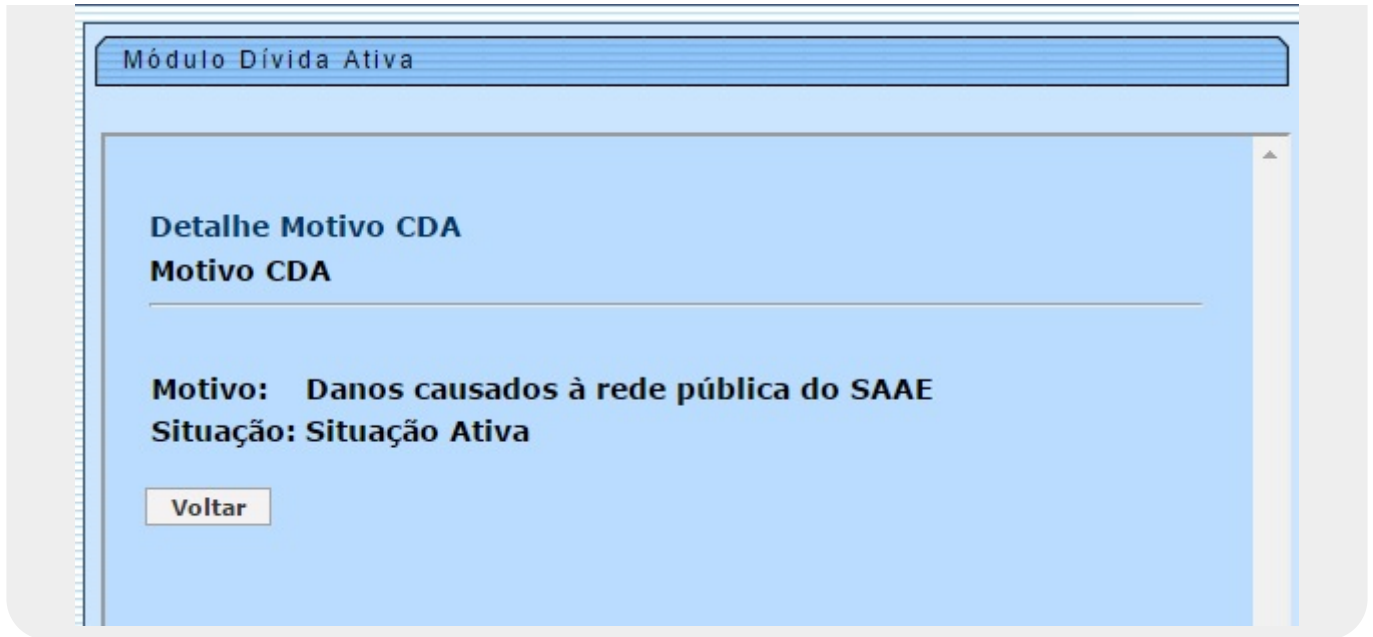 Módulo Dívida Ativa
Detalhe Motivo CDA
Motivo CDA
Motivo: Danos causados à rede pública do SAAE
Situação: Situação Ativa
Voltar